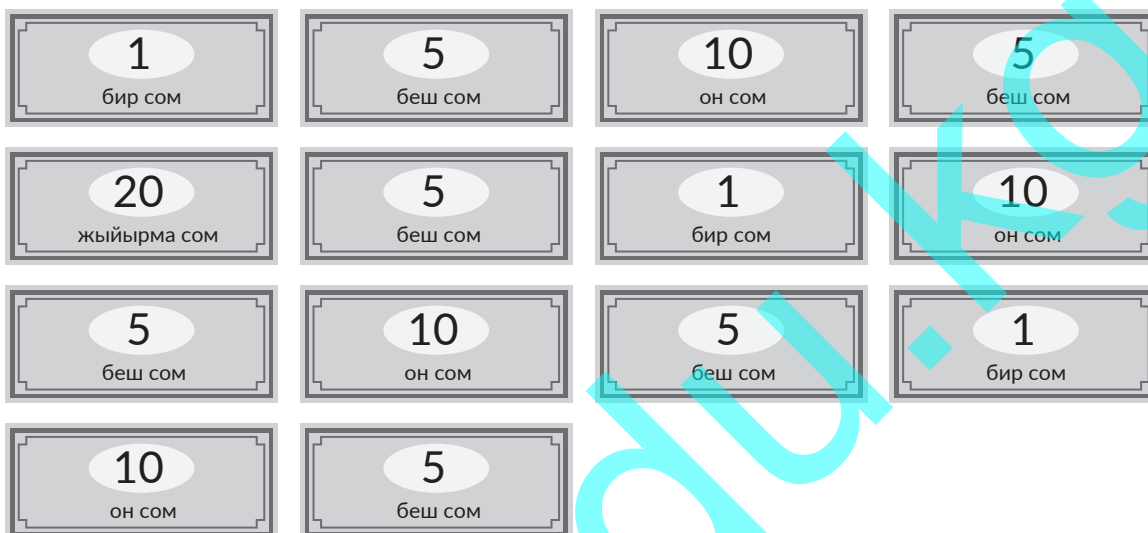 1 5 10 5
бир сом беш сом он сом беш сом
20 5 1 10
жыйырма сом беш сом бир сом он сом
5 10 5 1
беш сом он сом беш сом бир сом
10 5
он сом беш сом
du.kg